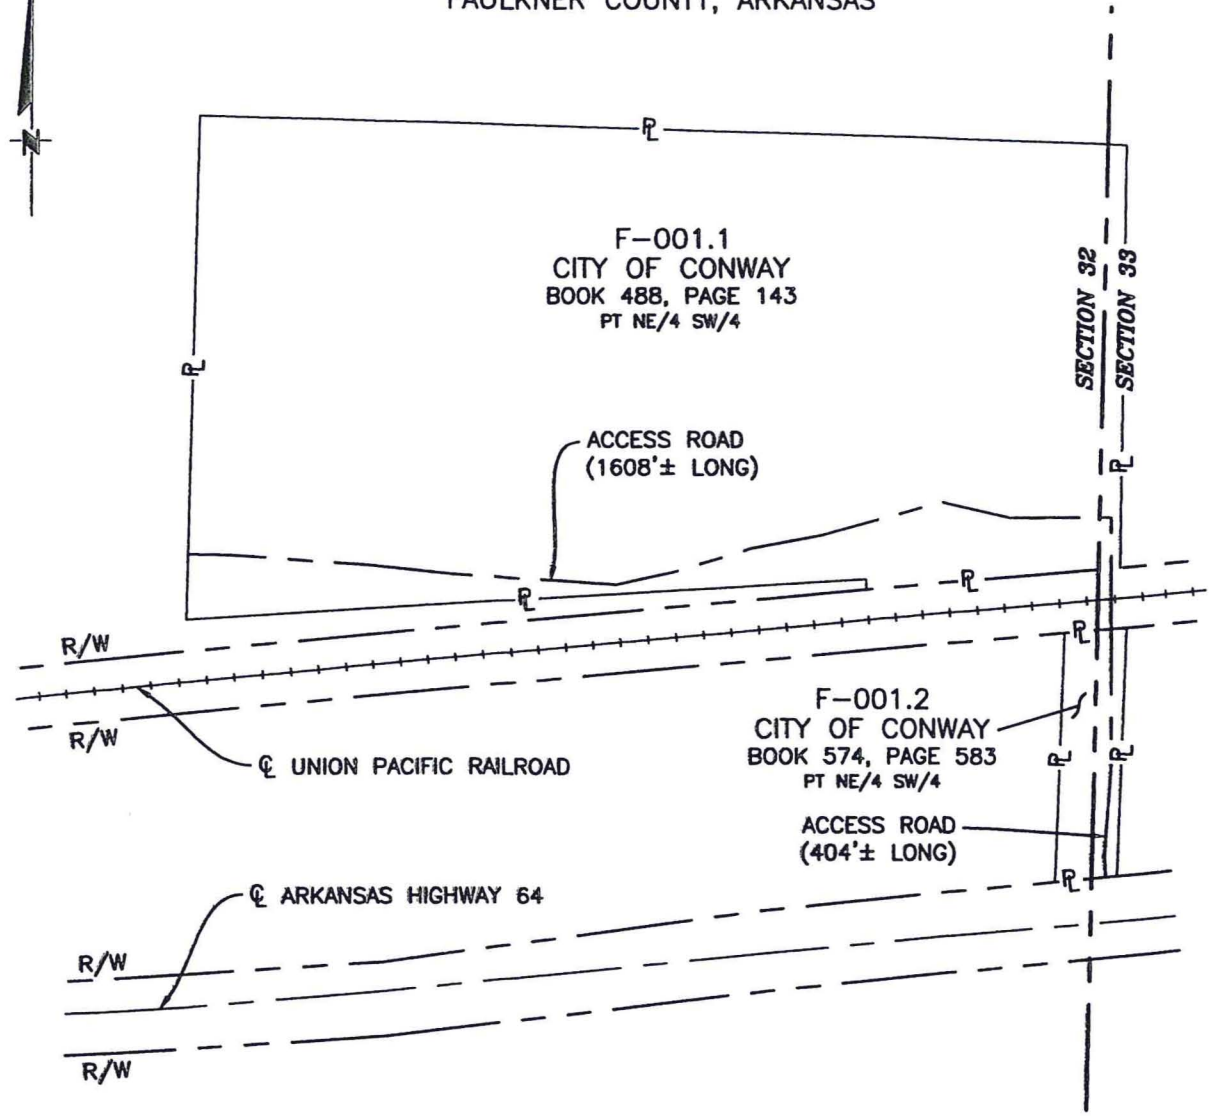 FAULKNER COUNTY, ARKANSAS
N
PL
F-001.1
CITY OF CONWAY
BOOK 488, PAGE 143
PT NE/4 SW/4
SECTION 32
SECTION 33
PL
ACCESS ROAD
(1608'± LONG)
PL
PL
PL
R/W
PL
R/W
F-001.2
CITY OF CONWAY
BOOK 574, PAGE 583
PT NE/4 SW/4
PL
PL
CL UNION PACIFIC RAILROAD
ACCESS ROAD
(404'± LONG)
PL
CL ARKANSAS HIGHWAY 64
R/W
R/W